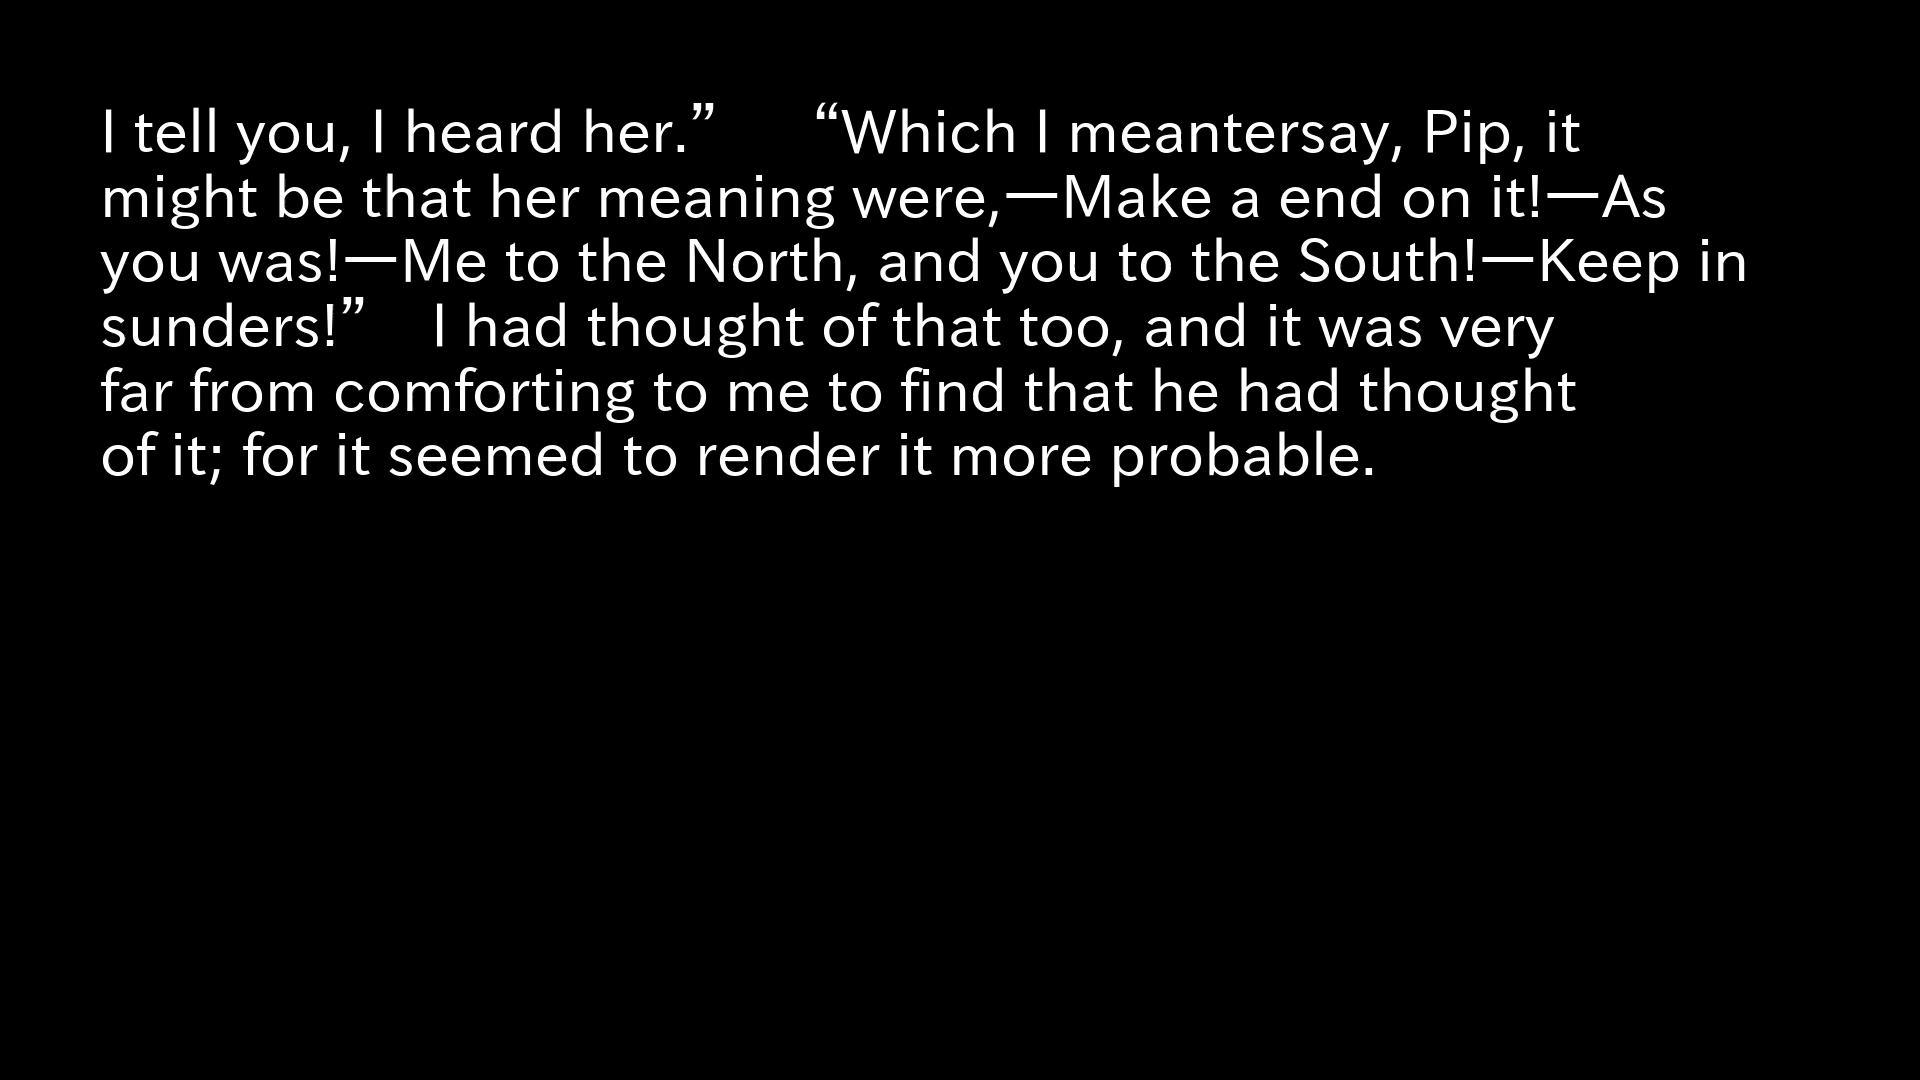 I tell you, I heard her.”   “Which I meantersay, Pip, it
might be that her meaning were,—Make a end on it!—As
you was!—Me to the North, and you to the South!—Keep in
sunders!”  I had thought of that too, and it was very
far from comforting to me to find that he had thought
of it; for it seemed to render it more probable.